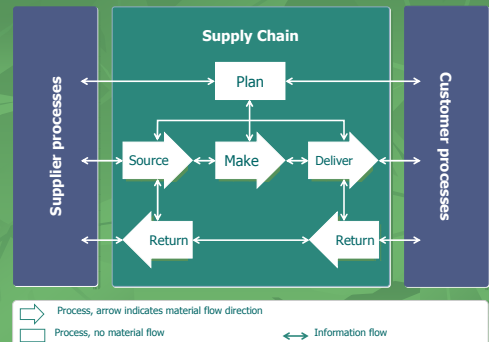 Supply Chain
Supplier processes
Customer processes
Plan
Source
Make
Deliver
Return
Return
Process, arrow indicates material flow direction
Process, no material flow
Information flow